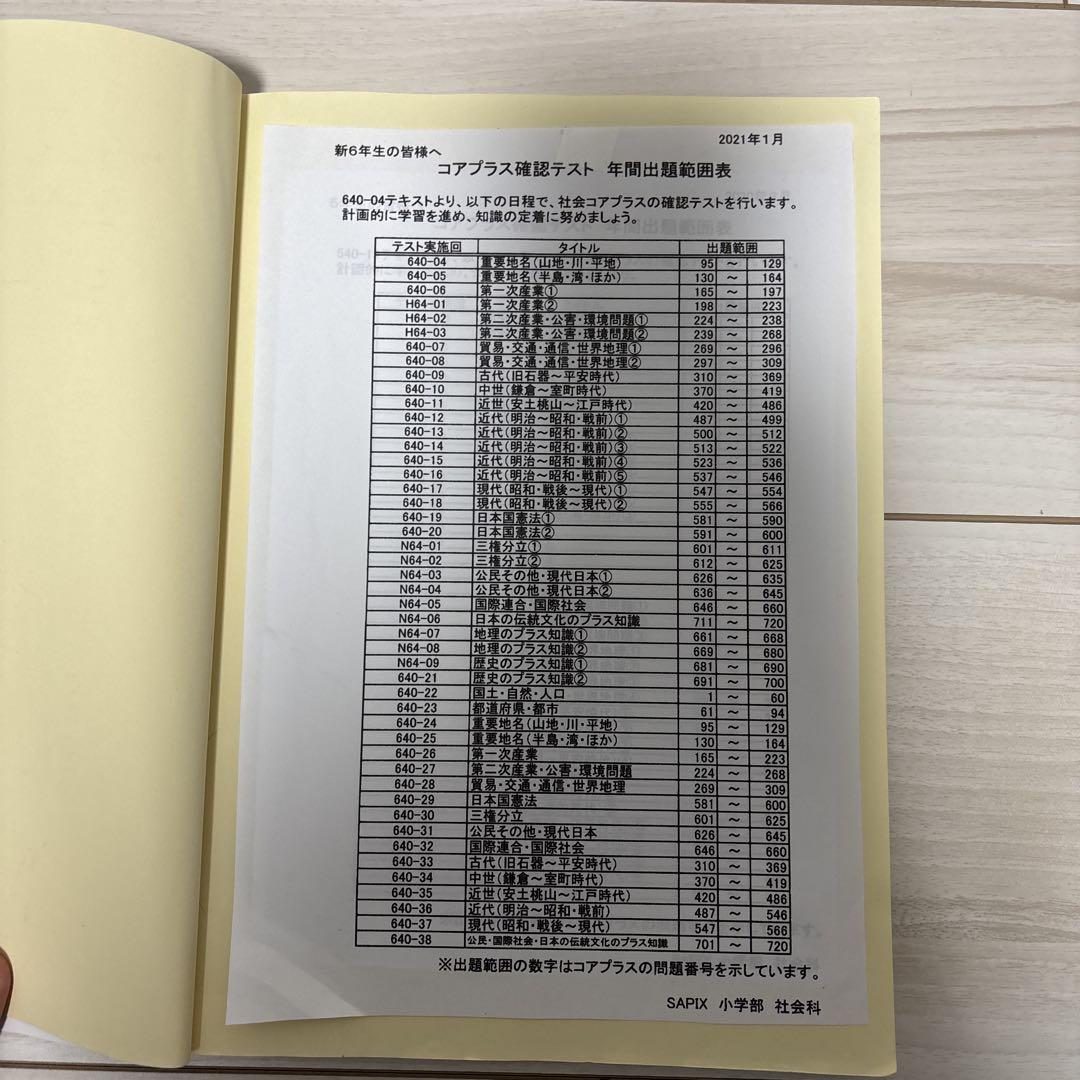 2021年1月
新6年生の皆様へ
コアプラス確認テスト 年間出題範囲表
640-04テキストより、以下の日程で、社会コアプラスの確認テストを行います。
計画的に学習を進め、知識の定着に努めましょう。
テスト実施回 タイトル 出題範囲
640-04 重要地名(山地・川・平地) 95 ～ 129
640-05 重要地名(半島・湾・ほか) 130 ～ 164
640-06 第一次産業① 165 ～ 197
H64-01 第一次産業② 198 ～ 223
H64-02 第二次産業・公害・環境問題① 224 ～ 238
H64-03 第二次産業・公害・環境問題② 239 ～ 268
640-07 貿易・交通・通信・世界地理① 269 ～ 296
640-08 貿易・交通・通信・世界地理② 297 ～ 309
640-09 古代(旧石器～平安時代) 310 ～ 369
640-10 中世(鎌倉～室町時代) 370 ～ 419
640-11 近世(安土桃山～江戸時代) 420 ～ 486
640-12 近代(明治～昭和・戦前)① 487 ～ 499
640-13 近代(明治～昭和・戦前)② 500 ～ 512
640-14 近代(明治～昭和・戦前)③ 513 ～ 522
640-15 近代(明治～昭和・戦前)④ 523 ～ 536
640-16 近代(明治～昭和・戦前)⑤ 537 ～ 546
640-17 現代(昭和・戦後～現代)① 547 ～ 554
640-18 現代(昭和・戦後～現代)② 555 ～ 566
640-19 日本国憲法① 581 ～ 590
640-20 日本国憲法② 591 ～ 600
N64-01 三権分立① 601 ～ 611
N64-02 三権分立② 612 ～ 625
N64-03 公民その他・現代日本① 626 ～ 635
N64-04 公民その他・現代日本② 636 ～ 645
N64-05 国際連合・国際社会 646 ～ 660
N64-06 日本の伝統文化のプラス知識 711 ～ 720
N64-07 地理のプラス知識① 661 ～ 668
N64-08 地理のプラス知識② 669 ～ 680
N64-09 歴史のプラス知識① 681 ～ 690
640-21 歴史のプラス知識② 691 ～ 700
640-22 国土・自然・人口 1 ～ 60
640-23 都道府県・都市 61 ～ 94
640-24 重要地名(山地・川・平地) 95 ～ 129
640-25 重要地名(半島・湾・ほか) 130 ～ 164
640-26 第一次産業 165 ～ 223
640-27 第二次産業・公害・環境問題 224 ～ 268
640-28 貿易・交通・通信・世界地理 269 ～ 309
640-29 日本国憲法 581 ～ 600
640-30 三権分立 601 ～ 625
640-31 公民その他・現代日本 626 ～ 645
640-32 国際連合・国際社会 646 ～ 660
640-33 古代(旧石器～平安時代) 310 ～ 369
640-34 中世(鎌倉～室町時代) 370 ～ 419
640-35 近世(安土桃山～江戸時代) 420 ～ 486
640-36 近代(明治～昭和・戦前) 487 ～ 546
640-37 現代(昭和・戦後～現代) 547 ～ 566
640-38 公民・国際社会・日本の伝統文化のプラス知識 701 ～ 720
※出題範囲の数字はコアプラスの問題番号を示しています。
SAPIX 小学部 社会科